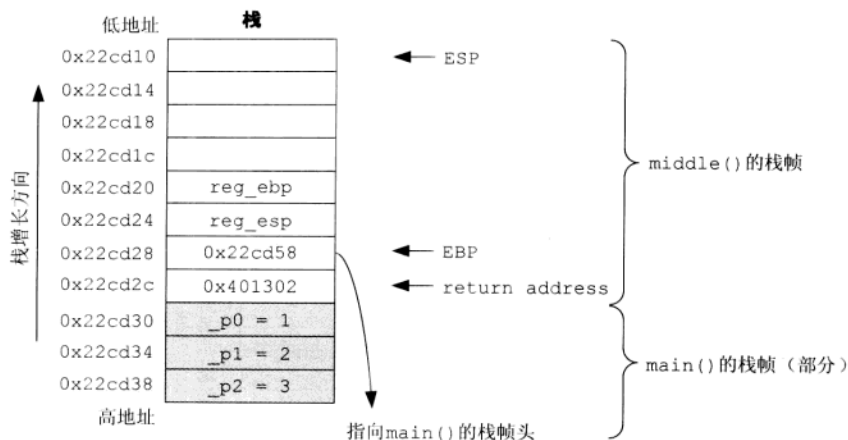 低地址
栈
0x22cd10
ESP
0x22cd14
0x22cd18
0x22cd1c
0x22cd20 reg_ebp
0x22cd24 reg_esp
0x22cd28 0x22cd58
EBP
0x22cd2c 0x401302
return address
0x22cd30 _p0 = 1
0x22cd34 _p1 = 2
0x22cd38 _p2 = 3
高地址
栈增长方向
middle()的栈帧
main()的栈帧（部分）
指向main()的栈帧头